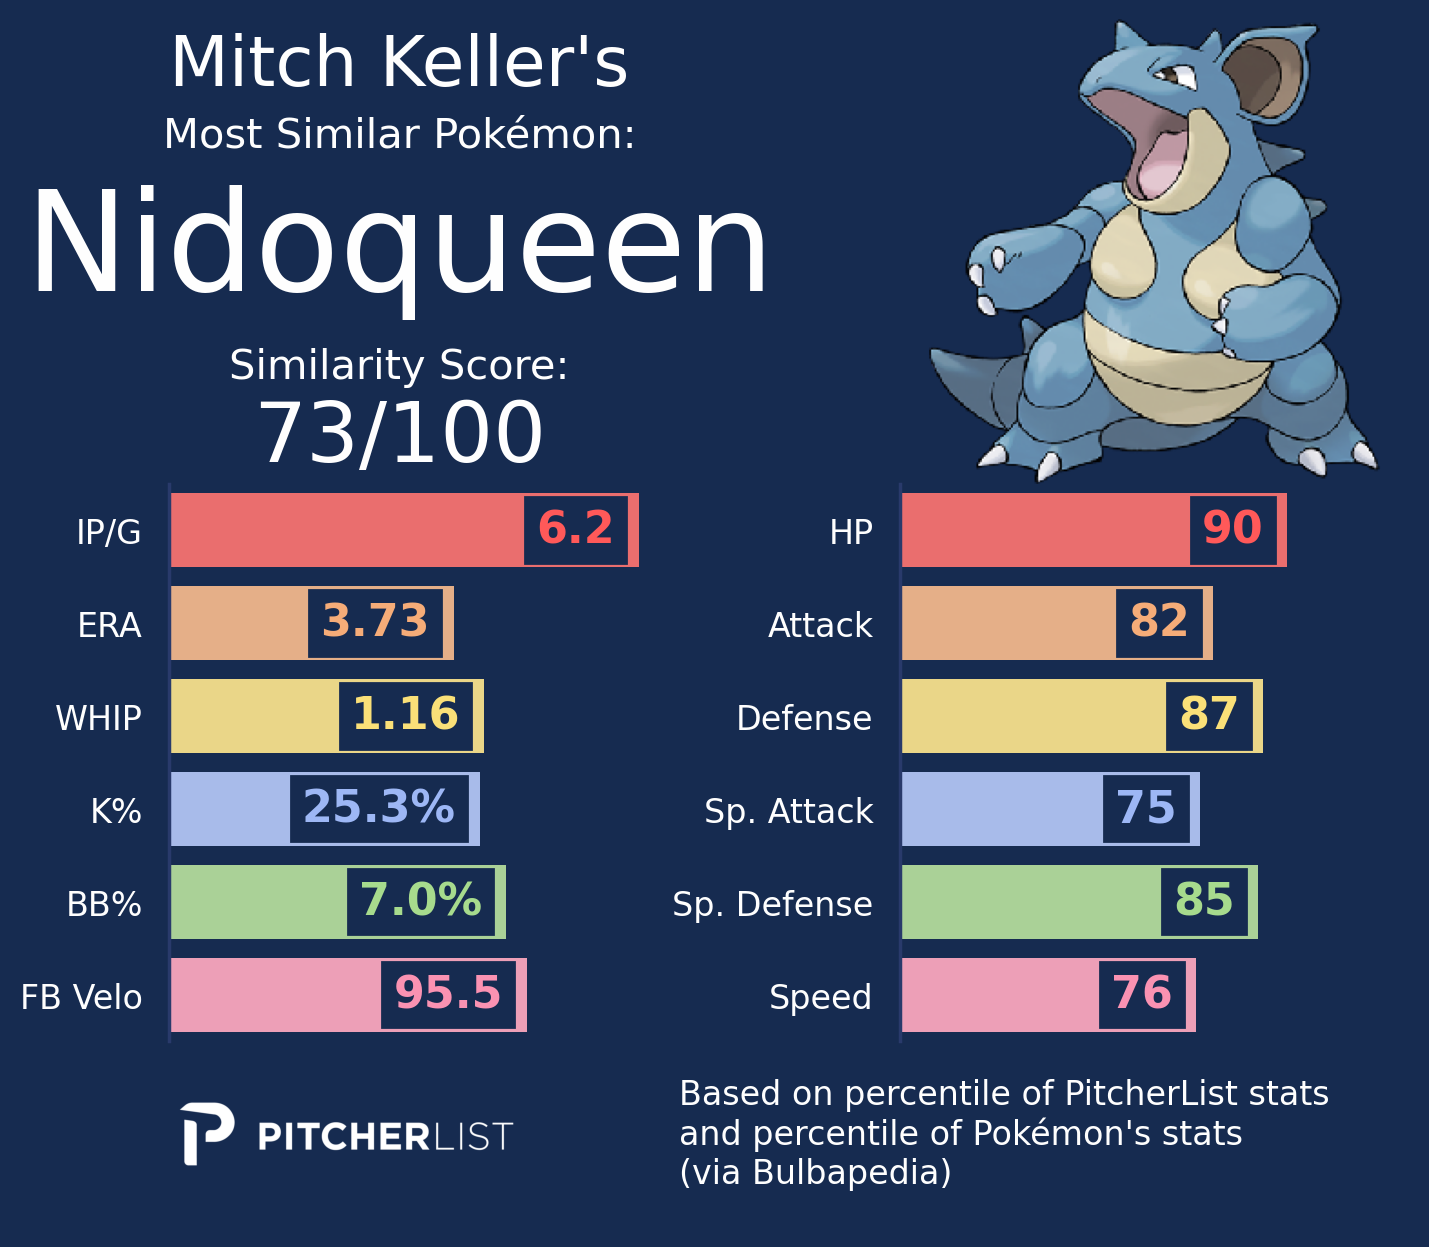 Mitch Keller's
Most Similar Pokémon:
Nidoqueen
Similarity Score:
73/100
IP/G 6.2
ERA 3.73
WHIP 1.16
K% 25.3%
BB% 7.0%
FB Velo 95.5
HP 90
Attack 82
Defense 87
Sp. Attack 75
Sp. Defense 85
Speed 76
PITCHERLIST
Based on percentile of PitcherList stats
and percentile of Pokémon's stats
(via Bulbapedia)